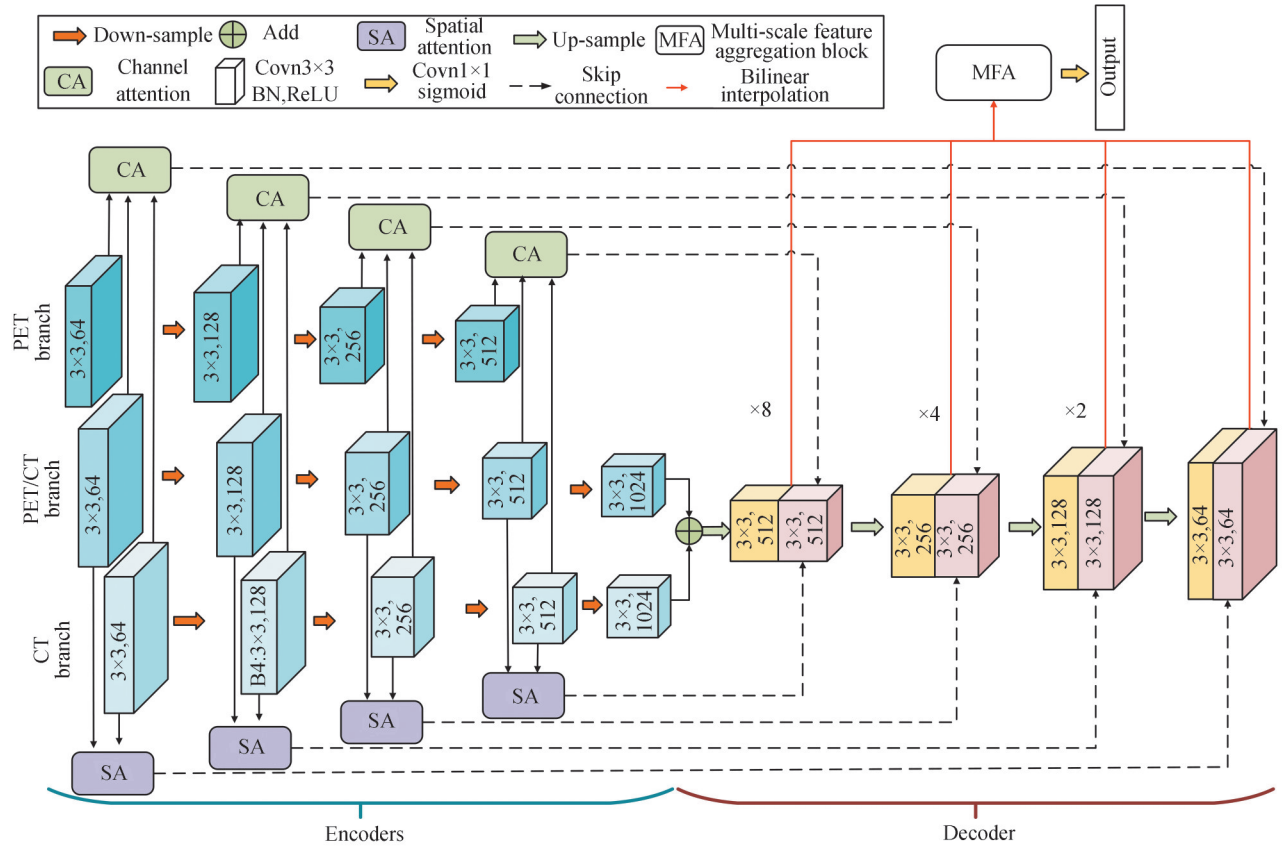 Down-sample
Add
SA
Spatial
attention
Up-sample
MFA
Multi-scale feature
aggregation block
CA
Channel
attention
Covn3×3
BN,ReLU
Covn1×1
sigmoid
Skip
connection
Bilinear
interpolation
MFA
Output
CA
CA
CA
CA
PET
branch
3×3,64
3×3,128
3×3,
256
3×3,
512
×8
×4
×2
PET/CT
branch
3×3,64
3×3,128
3×3,
256
3×3,
512
3×3,
1024
3×3,
512
3×3,
512
3×3,
256
3×3,
256
3×3,128
3×3,128
3×3,64
3×3,64
CT
branch
3×3,64
B4:3×3,128
3×3,
256
3×3,
512
3×3,
1024
SA
SA
SA
SA
Encoders
Decoder